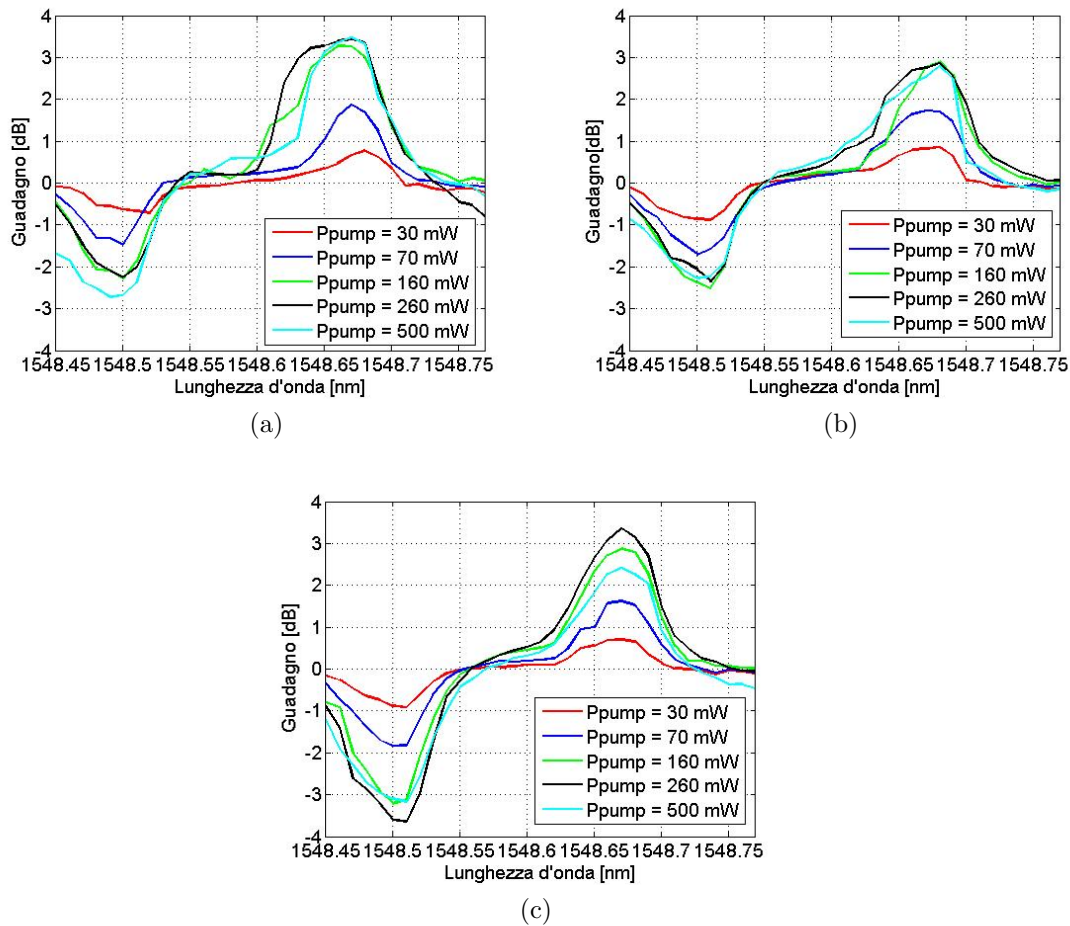 4
3
2
1
0
-1
-2
-3
-4
Guadagno [dB]
1548.45 1548.5 1548.55 1548.6 1548.65 1548.7 1548.75
Lunghezza d'onda [nm]
Ppump = 30 mW
Ppump = 70 mW
Ppump = 160 mW
Ppump = 260 mW
Ppump = 500 mW
(a)
4
3
2
1
0
-1
-2
-3
-4
Guadagno[dB]
1548.45 1548.5 1548.55 1548.6 1548.65 1548.7 1548.75
Lunghezza d'onda [nm]
Ppump = 30 mW
Ppump = 70 mW
Ppump = 160 mW
Ppump = 260 mW
Ppump = 500 mW
(b)
4
3
2
1
0
-1
-2
-3
-4
Guadagno [dB]
1548.45 1548.5 1548.55 1548.6 1548.65 1548.7 1548.75
Lunghezza d'onda [nm]
Ppump = 30 mW
Ppump = 70 mW
Ppump = 160 mW
Ppump = 260 mW
Ppump = 500 mW
(c)